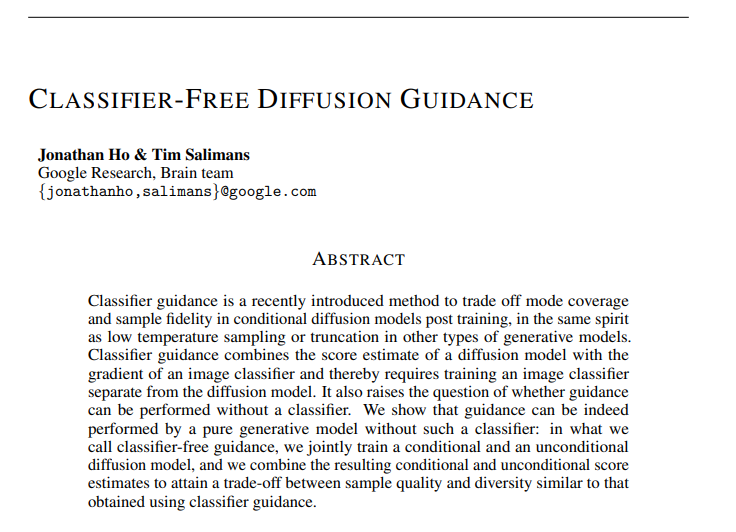 CLASSIFIER-FREE DIFFUSION GUIDANCE
Jonathan Ho & Tim Salimans
Google Research, Brain team
{jonathanho,salimans}@google.com
ABSTRACT
Classifier guidance is a recently introduced method to trade off mode coverage
and sample fidelity in conditional diffusion models post training, in the same spirit
as low temperature sampling or truncation in other types of generative models.
Classifier guidance combines the score estimate of a diffusion model with the
gradient of an image classifier and thereby requires training an image classifier
separate from the diffusion model. It also raises the question of whether guidance
can be performed without a classifier. We show that guidance can be indeed
performed by a pure generative model without such a classifier: in what we
call classifier-free guidance, we jointly train a conditional and an unconditional
diffusion model, and we combine the resulting conditional and unconditional score
estimates to attain a trade-off between sample quality and diversity similar to that
obtained using classifier guidance.